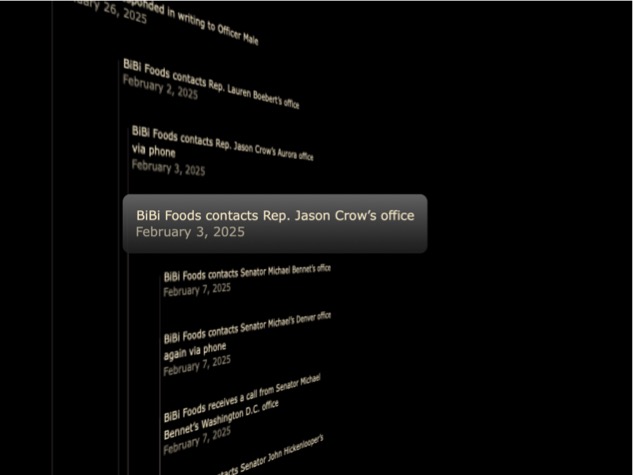 ponded in writing to Officer Male
ary 26, 2025
BiBi Foods contacts Rep. Lauren Boebert's office
February 2, 2025
BiBi Foods contacts Rep. Jason Crow's Aurora office
via phone
February 3, 2025
BiBi Foods contacts Rep. Jason Crow's office
February 3, 2025
BiBi Foods contacts Senator Michael Bennet's office
February 7, 2025
BiBi Foods contacts Senator Michael's Denver office
again via phone
February 7, 2025
BiBi Foods receives a call from Senator Michael
Bennet's Washington D.C. office
February 7, 2025
tacts Senator John Hickenlooper's